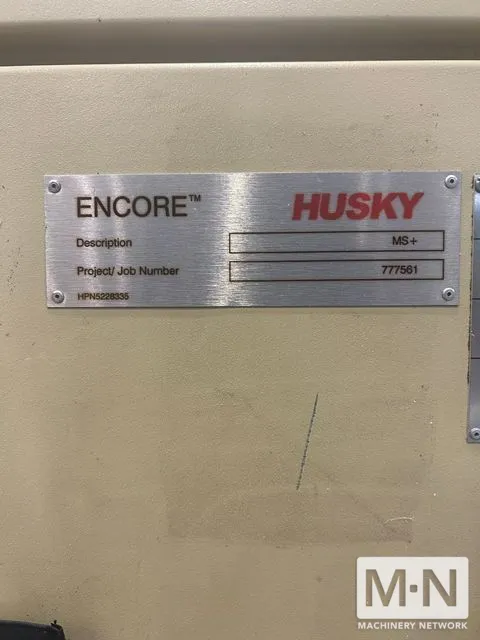 ENCORE™ HUSKY
Description MS+
Project/ Job Number 777561
HPN5228335
M·N
MACHINERY NETWORK